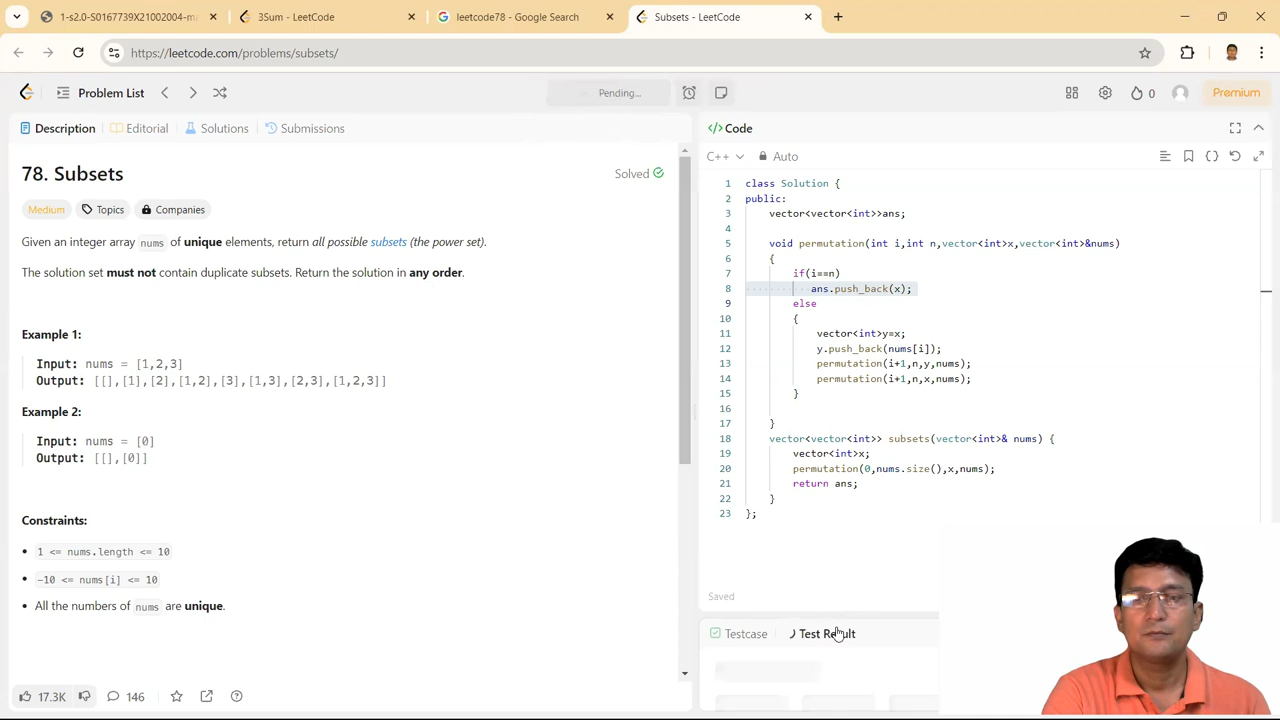 1-s2.0-S0167739X21002004-ma
3Sum - LeetCode
leetcode78 - Google Search
Subsets - LeetCode
https://leetcode.com/problems/subsets/
Problem List
Pending...
0
Premium
Description
Editorial
Solutions
Submissions
</> Code
C++
Auto
78. Subsets
Solved
Medium
Topics
Companies
Given an integer array nums of unique elements, return all possible subsets (the power set).
The solution set must not contain duplicate subsets. Return the solution in any order.
Example 1:
Input: nums = [1,2,3]
Output: [[],[1],[2],[1,2],[3],[1,3],[2,3],[1,2,3]]
Example 2:
Input: nums = [0]
Output: [[],[0]]
Constraints:
• 1 <= nums.length <= 10
• -10 <= nums[i] <= 10
• All the numbers of nums are unique.
17.3K
146
1 class Solution {
2 public:
3 vector<vector<int>>ans;
4
5 void permutation(int i,int n,vector<int>x,vector<int>&nums)
6 {
7 if(i==n)
8 ans.push_back(x);
9 else
10 {
11 vector<int>y=x;
12 y.push_back(nums[i]);
13 permutation(i+1,n,y,nums);
14 permutation(i+1,n,x,nums);
15 }
16
17 }
18 vector<vector<int>> subsets(vector<int>& nums) {
19 vector<int>x;
20 permutation(0,nums.size(),x,nums);
21 return ans;
22 }
23 };
Saved
Testcase
Test Result